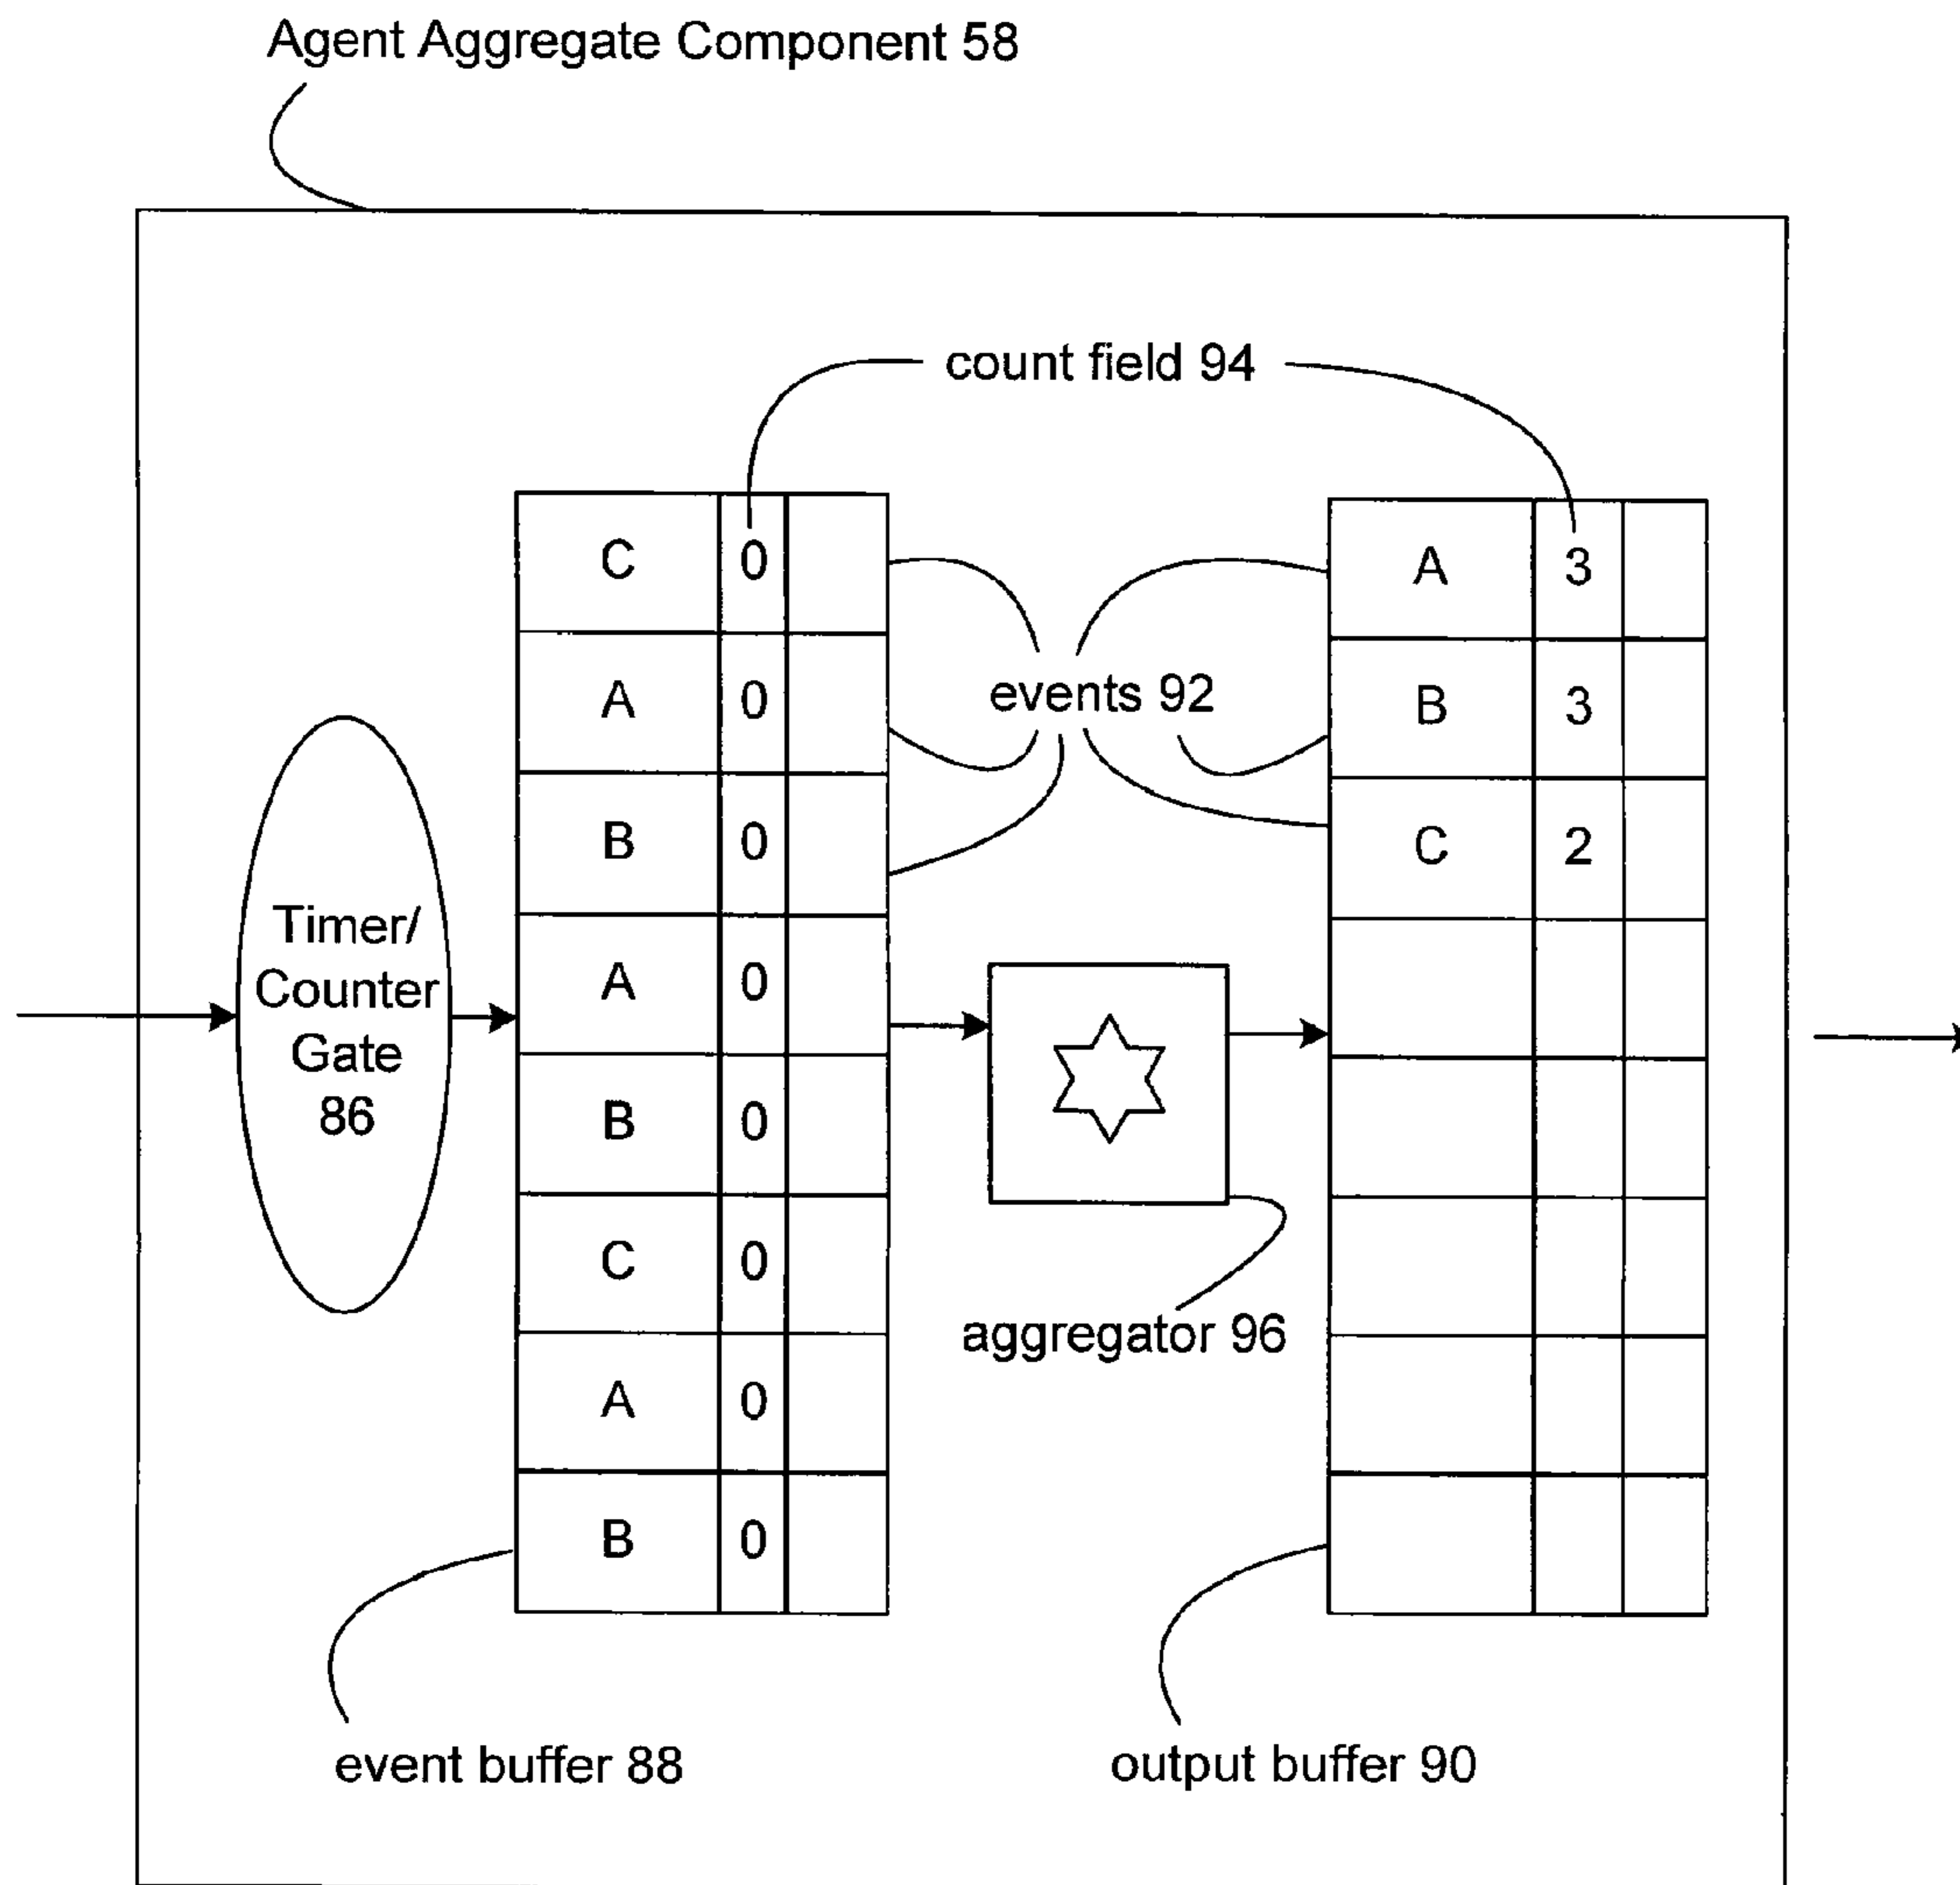 Agent Aggregate Component 58
count field 94
C 0
A 0
B 0
A 0
B 0
C 0
A 0
B 0
events 92
A 3
B 3
C 2
Timer/
Counter
Gate
86
aggregator 96
event buffer 88
output buffer 90